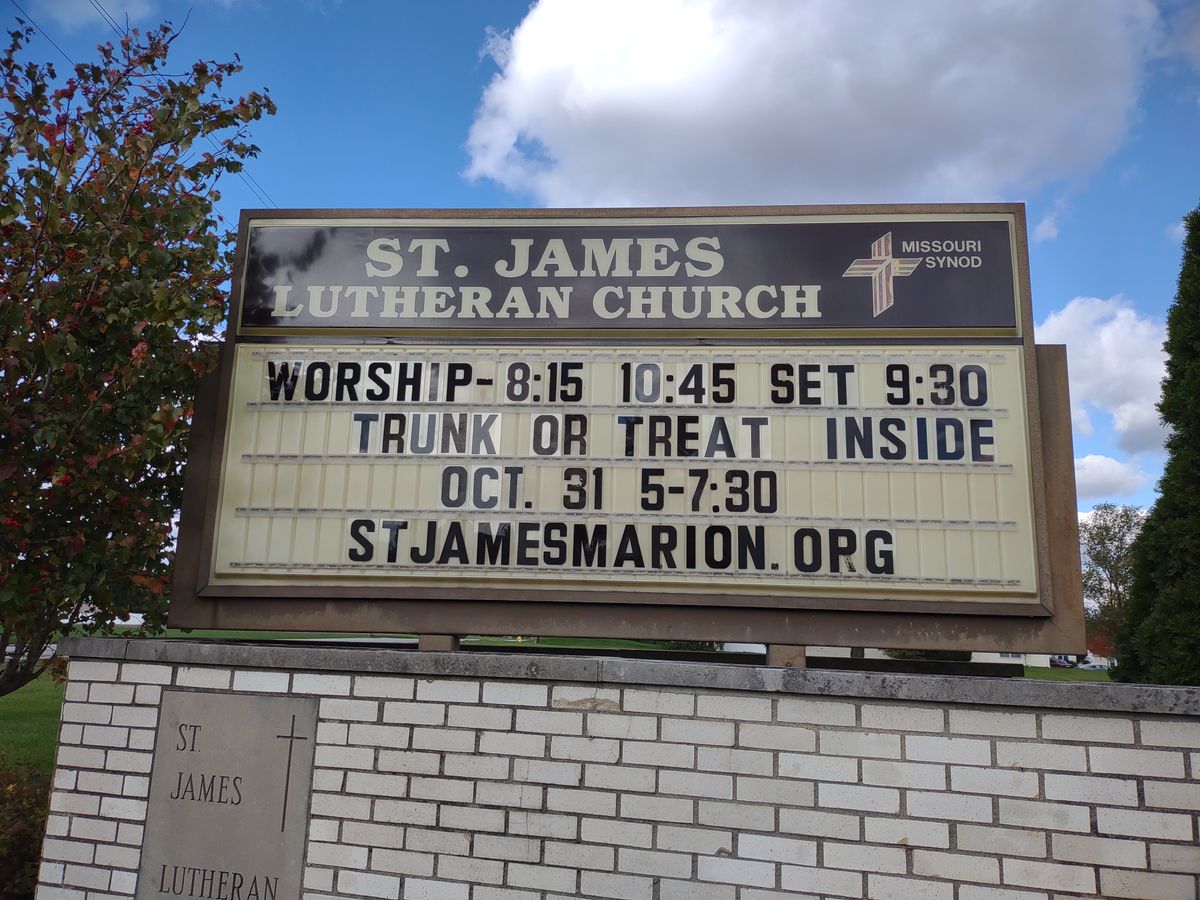 ST. JAMES
LUTHERAN CHURCH
MISSOURI
SYNOD
WORSHIP- 8:15 10:45 SET 9:30
TRUNK OR TREAT INSIDE
OCT. 31 5-7:30
STJAMESMARION.ORG
ST.
JAMES
LUTHERAN